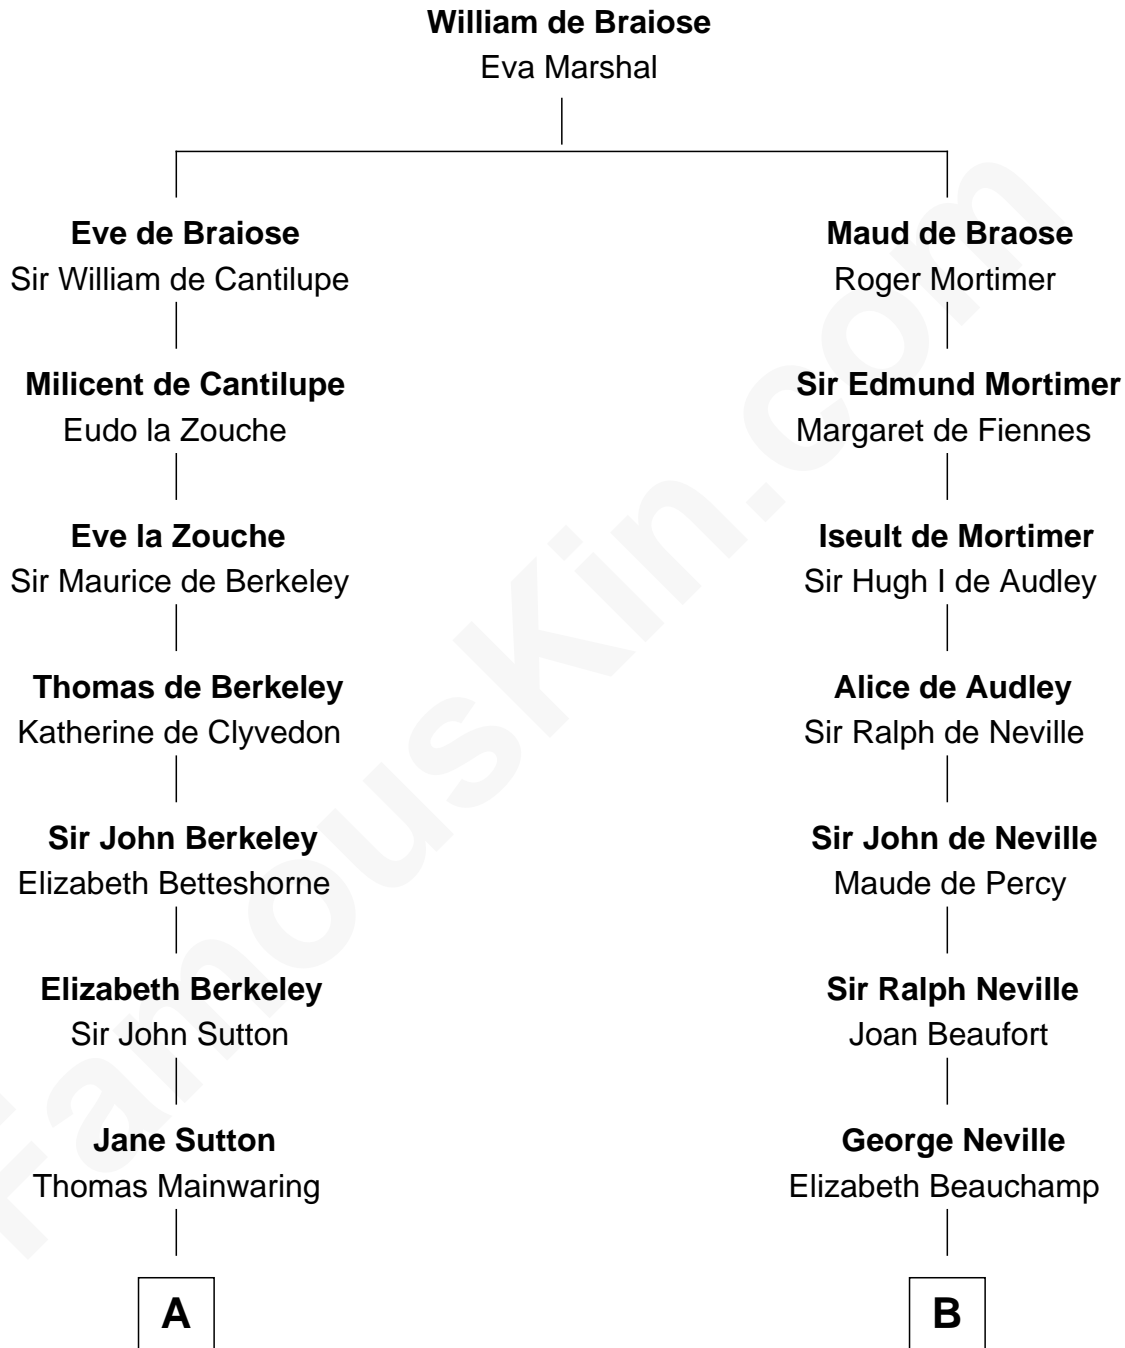 William de Braiose
Eva Marshal
Eve de Braiose
Sir William de Cantilupe
Maud de Braose
Roger Mortimer
Milicent de Cantilupe
Eudo la Zouche
Sir Edmund Mortimer
Margaret de Fiennes
Eve la Zouche
Sir Maurice de Berkeley
Iseult de Mortimer
Sir Hugh I de Audley
Thomas de Berkeley
Katherine de Clyvedon
Alice de Audley
Sir Ralph de Neville
Sir John Berkeley
Elizabeth Betteshorne
Sir John de Neville
Maude de Percy
Elizabeth Berkeley
Sir John Sutton
Sir Ralph Neville
Joan Beaufort
Jane Sutton
Thomas Mainwaring
George Neville
Elizabeth Beauchamp
A
B
FamousKin.com